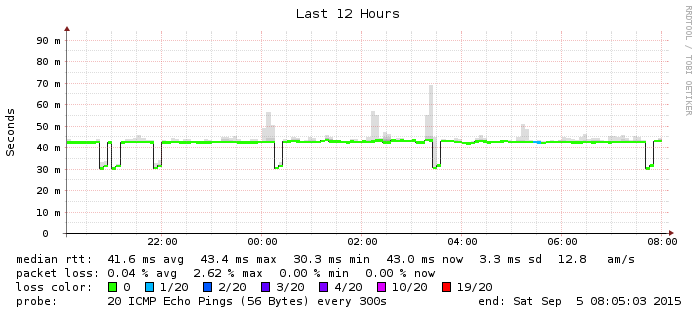 Last 12 Hours
RRDTOOL / TOBI OETIKER
Seconds
90 m
80 m
70 m
60 m
50 m
40 m
30 m
20 m
10 m
0
22:00 00:00 02:00 04:00 06:00 08:00
median rtt: 41.6 ms avg 43.4 ms max 30.3 ms min 43.0 ms now 3.3 ms sd 12.8 am/s
packet loss: 0.04 % avg 2.62 % max 0.00 % min 0.00 % now
loss color: 0 1/20 2/20 3/20 4/20 10/20 19/20
probe: 20 ICMP Echo Pings (56 Bytes) every 300s end: Sat Sep 5 08:05:03 2015